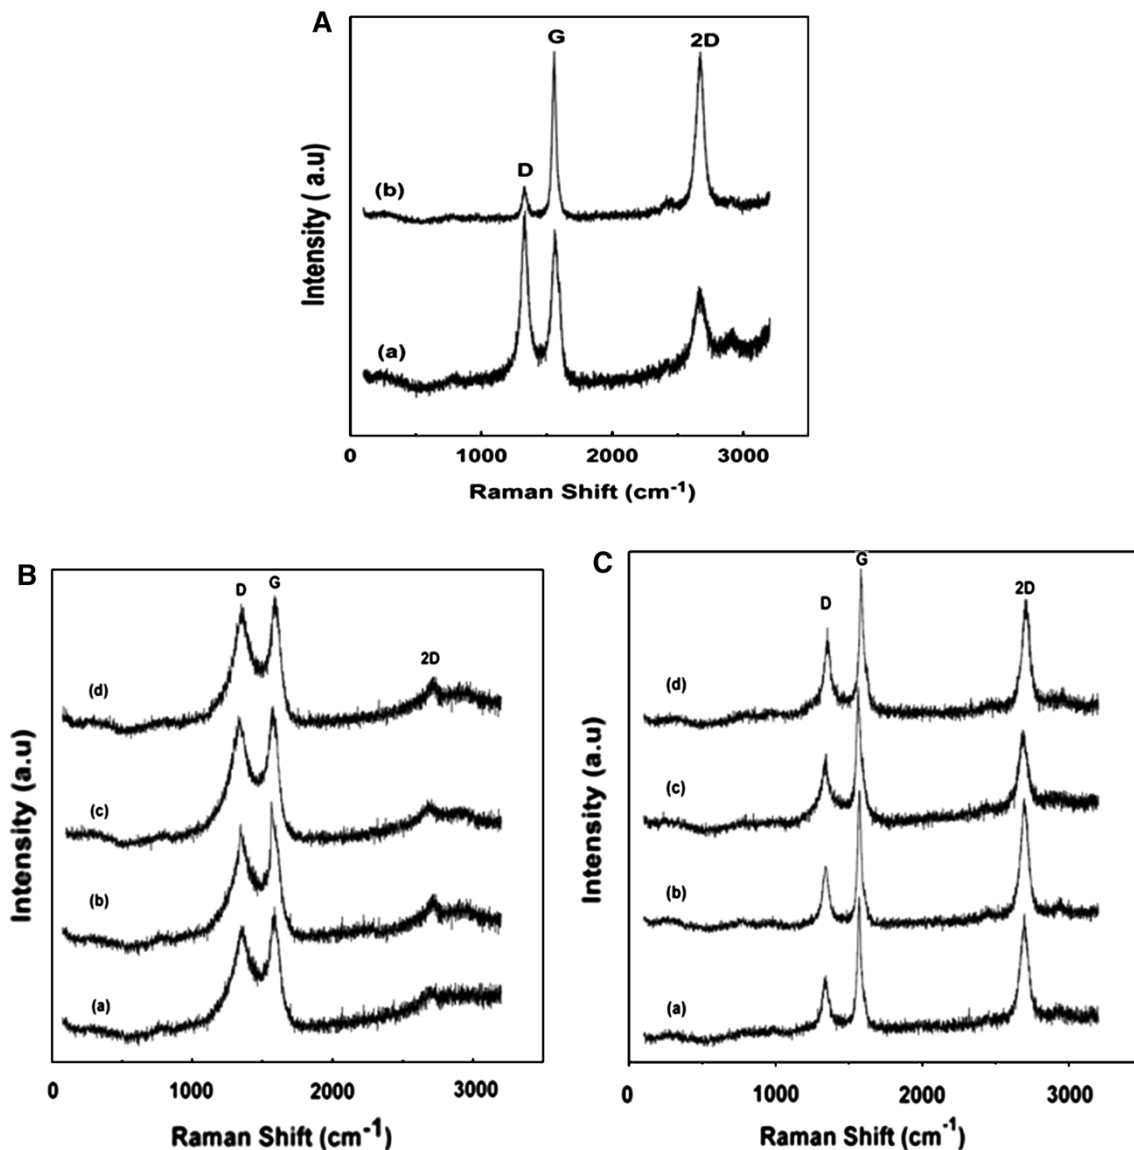 A
Intensity ( a.u)
G
2D
D
(b)
(a)
0 1000 2000 3000
Raman Shift (cm-1)
B
Intensity (a.u)
D G
2D
(d)
(c)
(b)
(a)
0 1000 2000 3000
Raman Shift (cm-1)
C
Intensity (a.u)
G
D
2D
(d)
(c)
(b)
(a)
0 1000 2000 3000
Raman Shift (cm-1)